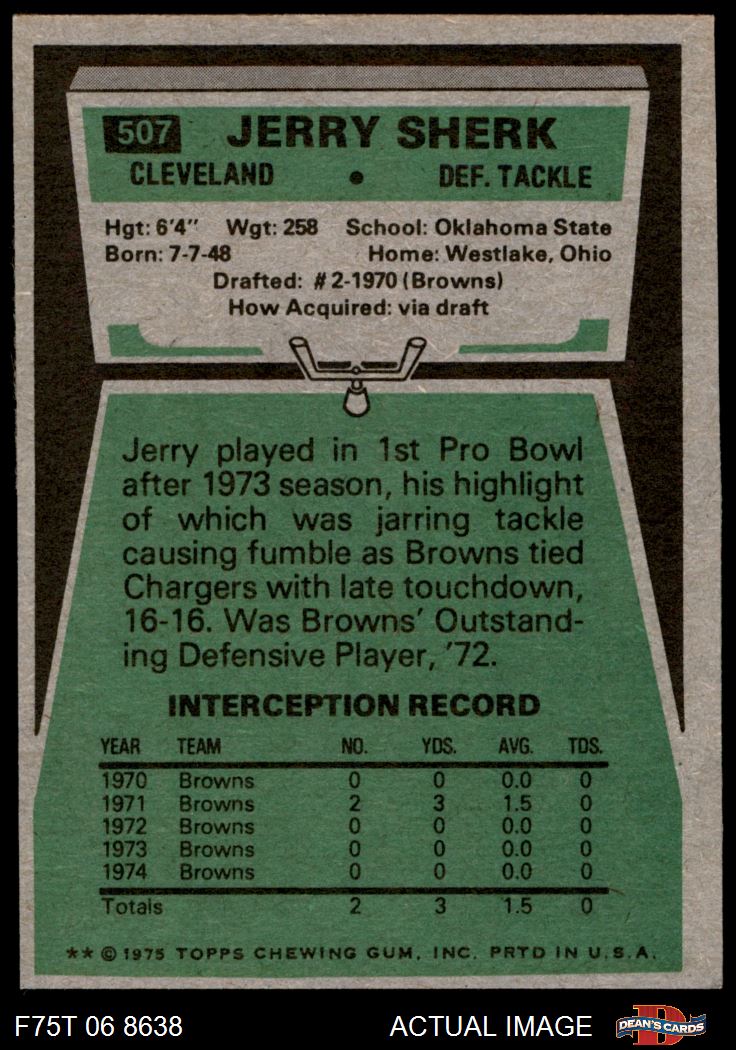 507 JERRY SHERK
CLEVELAND • DEF. TACKLE
Hgt: 6'4" Wgt: 258 School: Oklahoma State
Born: 7-7-48 Home: Westlake, Ohio
Drafted: #2-1970 (Browns)
How Acquired: via draft
Jerry played in 1st Pro Bowl
after 1973 season, his highlight
of which was jarring tackle
causing fumble as Browns tied
Chargers with late touchdown,
16-16. Was Browns' Outstand-
ing Defensive Player, '72.
INTERCEPTION RECORD
YEAR TEAM NO. YDS. AVG. TDS.
1970 Browns 0 0 0.0 0
1971 Browns 2 3 1.5 0
1972 Browns 0 0 0.0 0
1973 Browns 0 0 0.0 0
1974 Browns 0 0 0.0 0
Totals 2 3 1.5 0
** © 1975 TOPPS CHEWING GUM, INC. PRTD IN U.S.A.
F75T 06 8638 ACTUAL IMAGE D DEAN'S CARDS